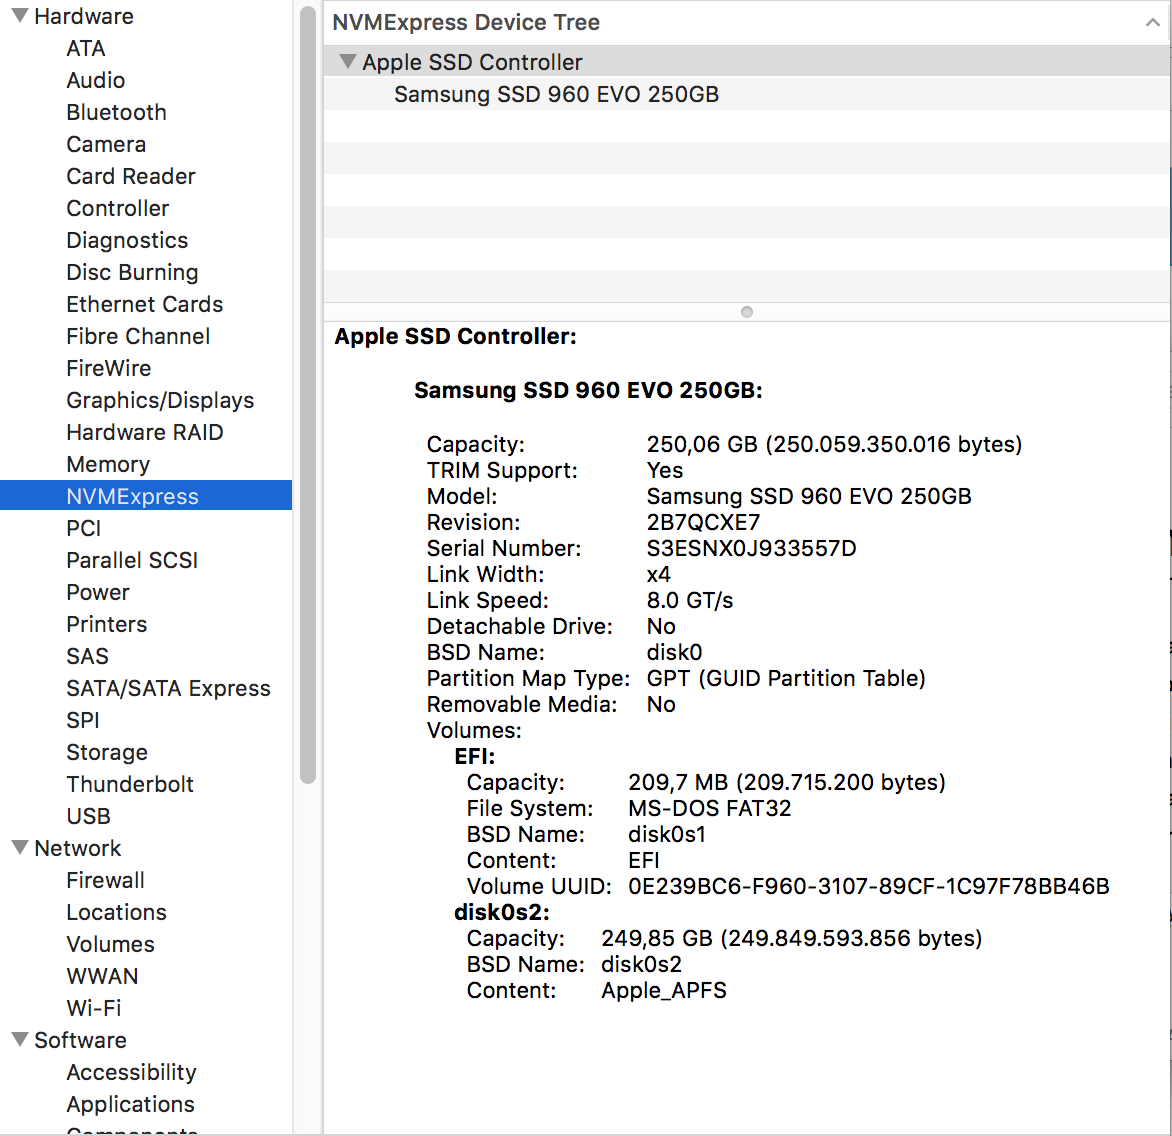 Hardware
ATA
Audio
Bluetooth
Camera
Card Reader
Controller
Diagnostics
Disc Burning
Ethernet Cards
Fibre Channel
FireWire
Graphics/Displays
Hardware RAID
Memory
NVMExpress
PCI
Parallel SCSI
Power
Printers
SAS
SATA/SATA Express
SPI
Storage
Thunderbolt
USB
Network
Firewall
Locations
Volumes
WWAN
Wi-Fi
Software
Accessibility
Applications
NVMExpress Device Tree
Apple SSD Controller
Samsung SSD 960 EVO 250GB
Apple SSD Controller:
Samsung SSD 960 EVO 250GB:
Capacity: 250,06 GB (250.059.350.016 bytes)
TRIM Support: Yes
Model: Samsung SSD 960 EVO 250GB
Revision: 2B7QCXE7
Serial Number: S3ESNX0J933557D
Link Width: x4
Link Speed: 8.0 GT/s
Detachable Drive: No
BSD Name: disk0
Partition Map Type: GPT (GUID Partition Table)
Removable Media: No
Volumes:
EFI:
Capacity: 209,7 MB (209.715.200 bytes)
File System: MS-DOS FAT32
BSD Name: disk0s1
Content: EFI
Volume UUID: 0E239BC6-F960-3107-89CF-1C97F78BB46B
disk0s2:
Capacity: 249,85 GB (249.849.593.856 bytes)
BSD Name: disk0s2
Content: Apple_APFS